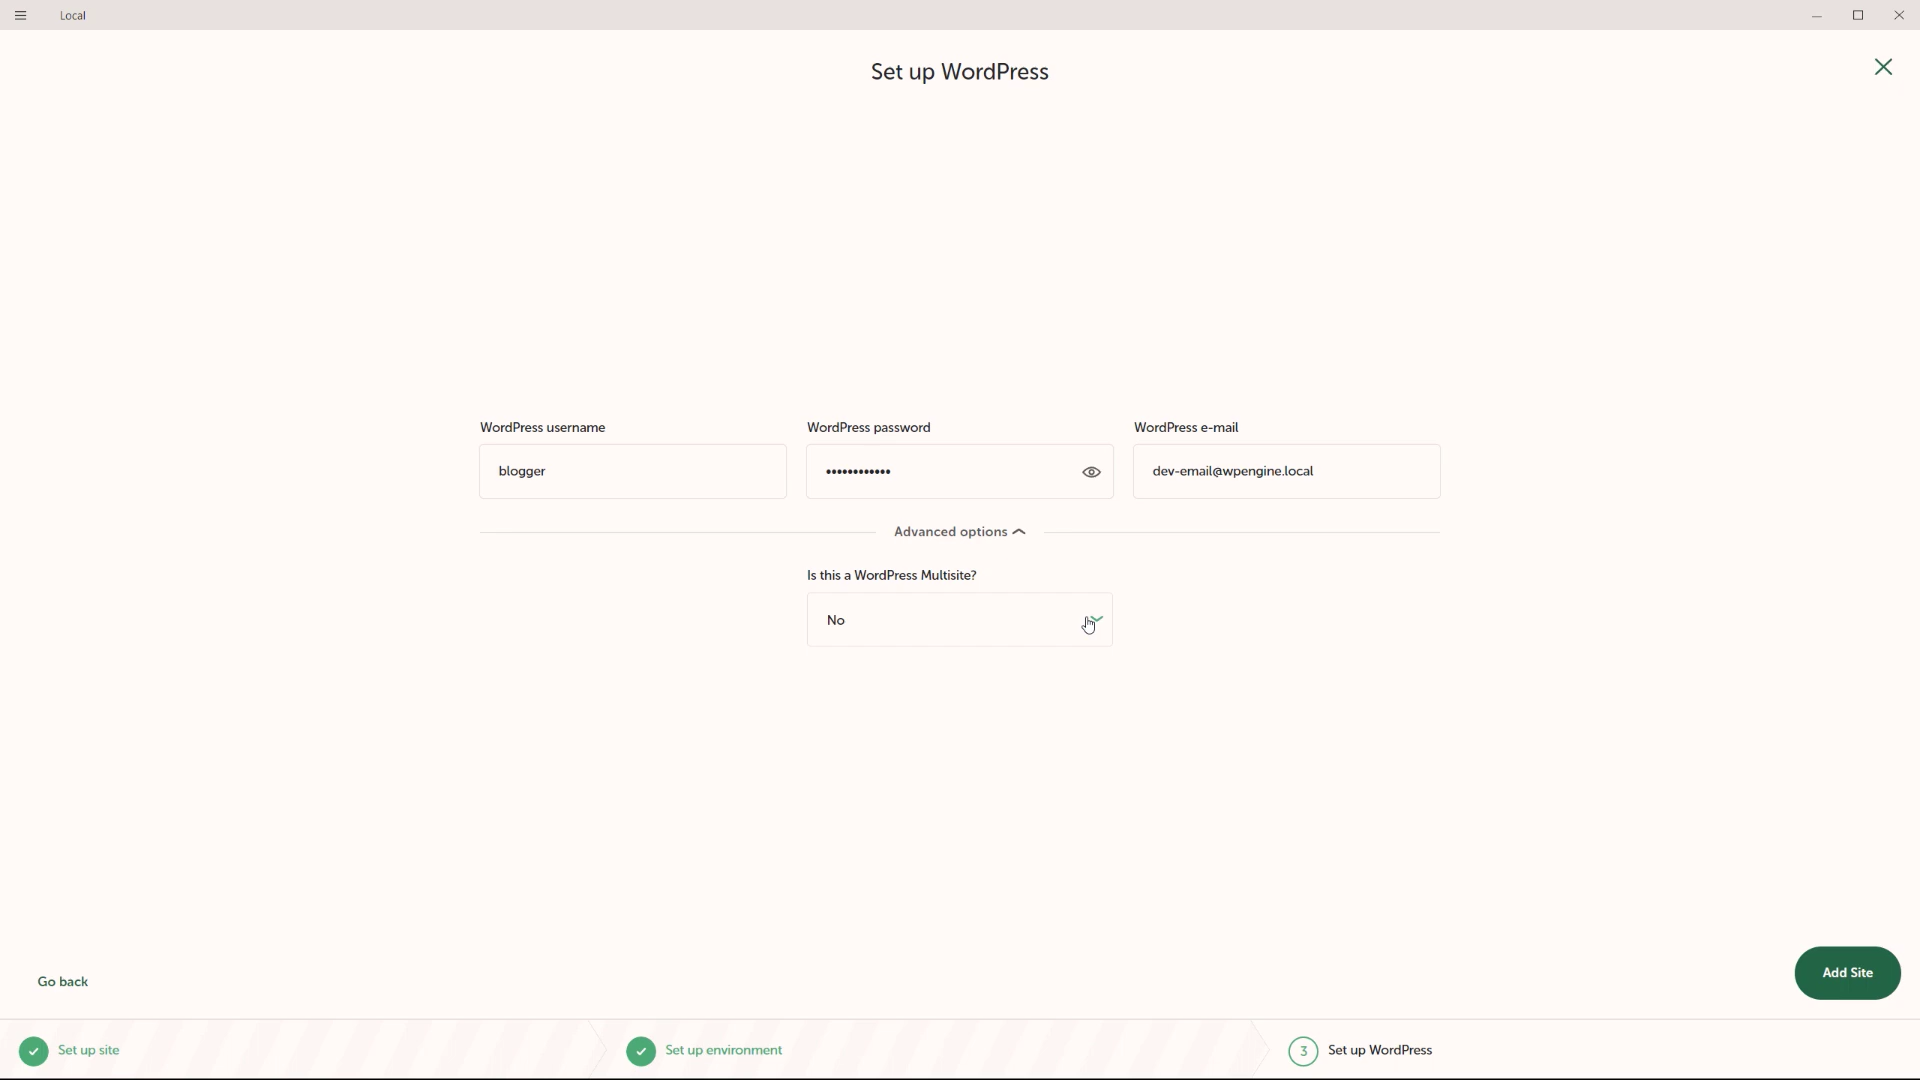 Local
Set up WordPress
WordPress username
WordPress password
WordPress e-mail
blogger
••••••••••••
dev-email@wpengine.local
Advanced options
Is this a WordPress Multisite?
No
Go back
Add Site
Set up site
Set up environment
3 Set up WordPress